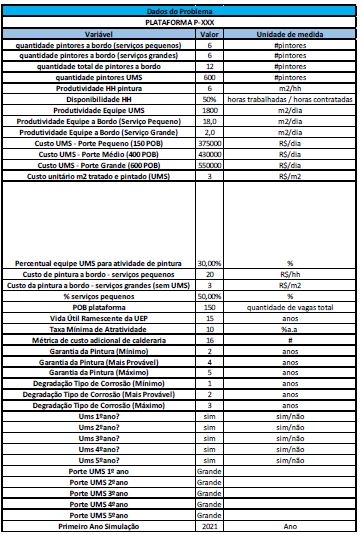 Dados do Problema
PLATAFORMA P-XXX
Variável Valor Unidade de medida
quantidade pintores a bordo (serviços pequenos) 6 #pintores
quantidade pintores a bordo (serviços grandes) 6 #pintores
quantidade total de pintores a bordo 12 #pintores
quantidade pintores UMS 600 #pintores
Produtividade HH pintura 6 m2/hh
Disponibilidade HH 50% horas trabalhadas / horas contratadas
Produtividade Equipe UMS 1800 m2/dia
Produtividade Equipe a Bordo (Serviço Pequeno) 18,0 m2/dia
Produtividade Equipe a Bordo (Serviço Grande) 2,0 m2/dia
Custo UMS - Porte Pequeno (150 POB) 375000 R$/dia
Custo UMS - Porte Médio (400 POB) 430000 R$/dia
Custo UMS - Porte Grande (600 POB) 550000 R$/dia
Custo unitário m2 tratado e pintado (UMS) 3 R$/m2
Percentual equipe UMS para atividade de pintura 30,00% %
Custo de pintura a bordo - serviços pequenos 20 R$/hh
Custo da pintura a bordo - serviços grandes (sem UMS) 3 R$/m2
% serviços pequenos 50,00% %
POB plataforma 150 quantidade de vagas total
Vida Útil Ramescente da UEP 15 anos
Taxa Mínima de Atratividade 10 %a.a
Métrica de custo adicional de calderaria 16 #
Garantia da Pintura (Mínimo) 2 anos
Garantia da Pintura (Mais Provável) 4 anos
Garantia da Pintura (Máximo) 5 anos
Degradação Tipo de Corrosão (Mínimo) 1 anos
Degradação Tipo de Corrosão (Mais Provável) 2 anos
Degradação Tipo de Corrosão (Máximo) 3 anos
Ums 1ºano? sim sim/não
Ums 2ºano? sim sim/não
Ums 3ºano? sim sim/não
Ums 4ºano? sim sim/não
Ums 5ºano? sim sim/não
Porte UMS 1º ano Grande
Porte UMS 2ºano Grande
Porte UMS 3ºano Grande
Porte UMS 4ºano Grande
Porte UMS 5ºano Grande
Primeiro Ano Simulação 2021 Ano